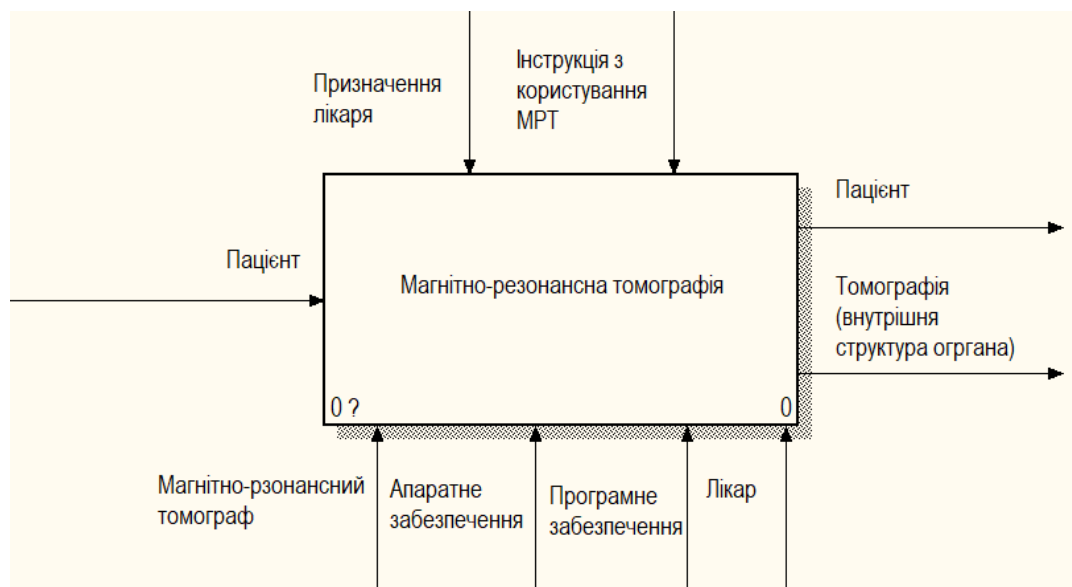 Призначення
лікаря
Інструкція з
користування
МРТ
Пацієнт
Магнітно-резонансна томографія
Пацієнт
Томографія
(внутрішня
структура огргана)
0 ?
0
Магнітно-рзонансний
томограф
Апаратне
забезпечення
Програмне
забезпечення
Лікар